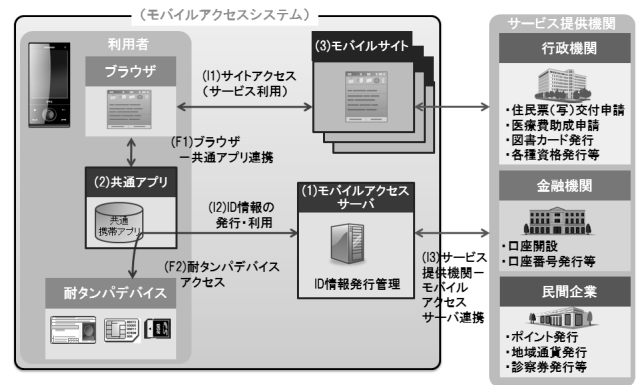 (モバイルアクセスシステム)
利用者
ブラウザ
(I1)サイトアクセス
(サービス利用)
(3)モバイルサイト
(F1)ブラウザ
－共通アプリ連携
(2)共通アプリ
共通
携帯アプリ
(I2)ID情報の
発行・利用
(1)モバイルアクセス
サーバ
ID情報発行管理
(F2)耐タンパデバイス
アクセス
耐タンパデバイス
(I3)サービス
提供機関－
モバイル
アクセス
サーバ連携
サービス提供機関
行政機関
・住民票(写)交付申請
・医療費助成申請
・図書カード発行
・各種資格発行等
金融機関
・口座開設
・口座番号発行等
民間企業
・ポイント発行
・地域通貨発行
・診察券発行等